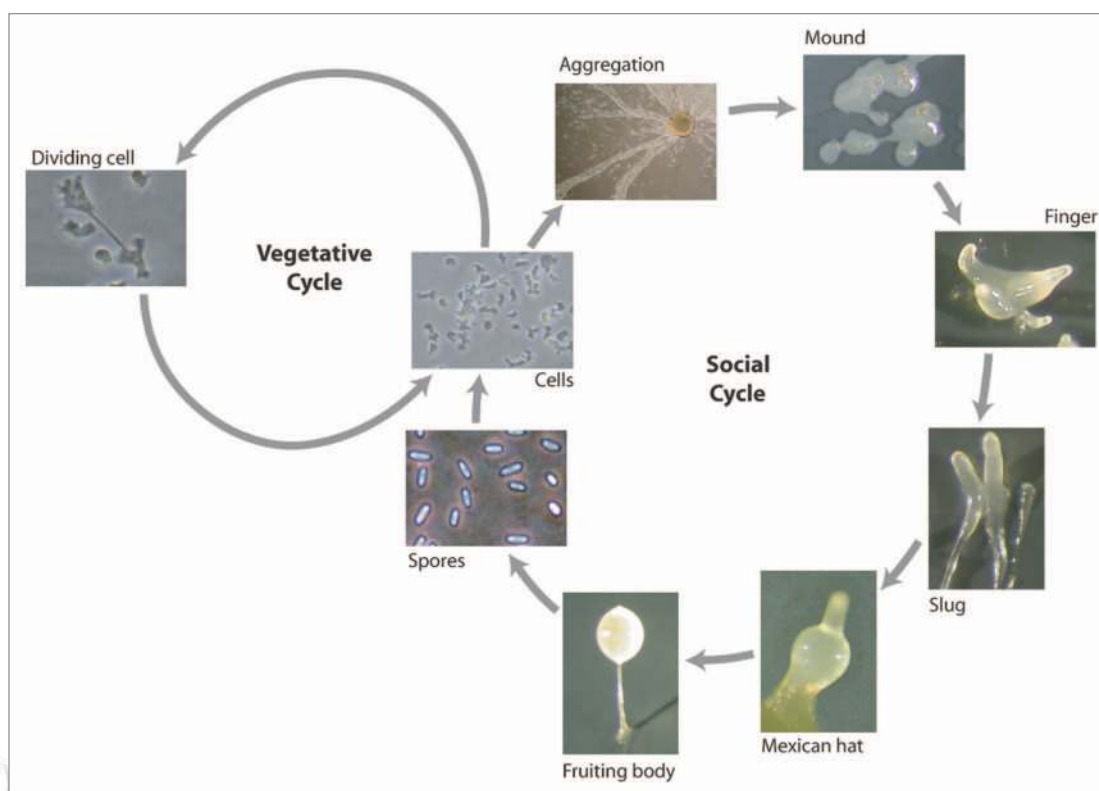 Mound
Aggregation
Dividing cell
Finger
Vegetative
Cycle
Social
Cycle
Cells
Spores
Slug
Mexican hat
Fruiting body